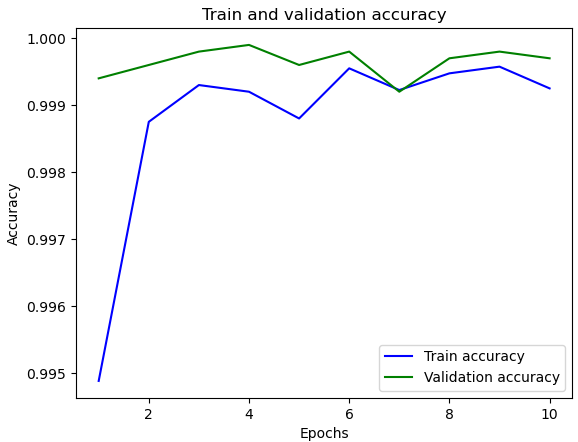 Train and validation accuracy
1.000
0.999
0.998
0.997
0.996
0.995
Accuracy
2
4
6
8
10
Epochs
Train accuracy
Validation accuracy